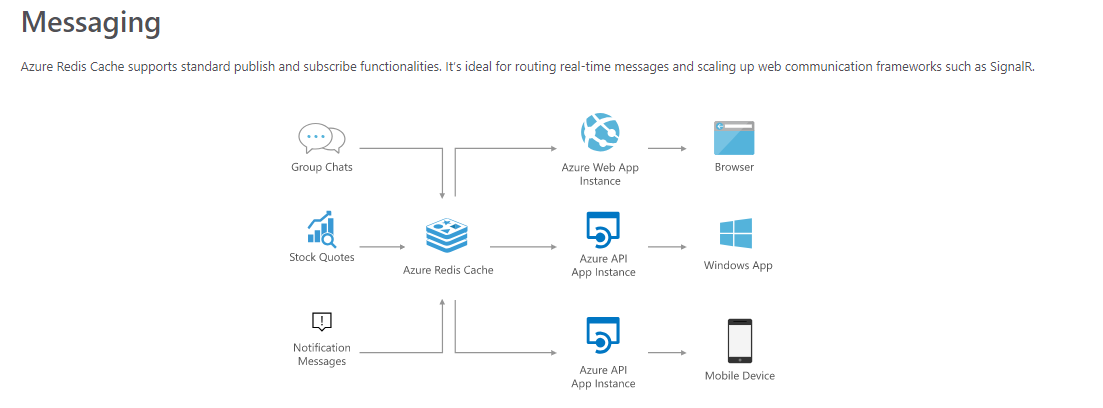 Messaging
Azure Redis Cache supports standard publish and subscribe functionalities. It's ideal for routing real-time messages and scaling up web communication frameworks such as SignalR.
Group Chats
Azure Web App
Instance
Browser
Stock Quotes
Azure Redis Cache
Azure API
App Instance
Windows App
Notification
Messages
Azure API
App Instance
Mobile Device